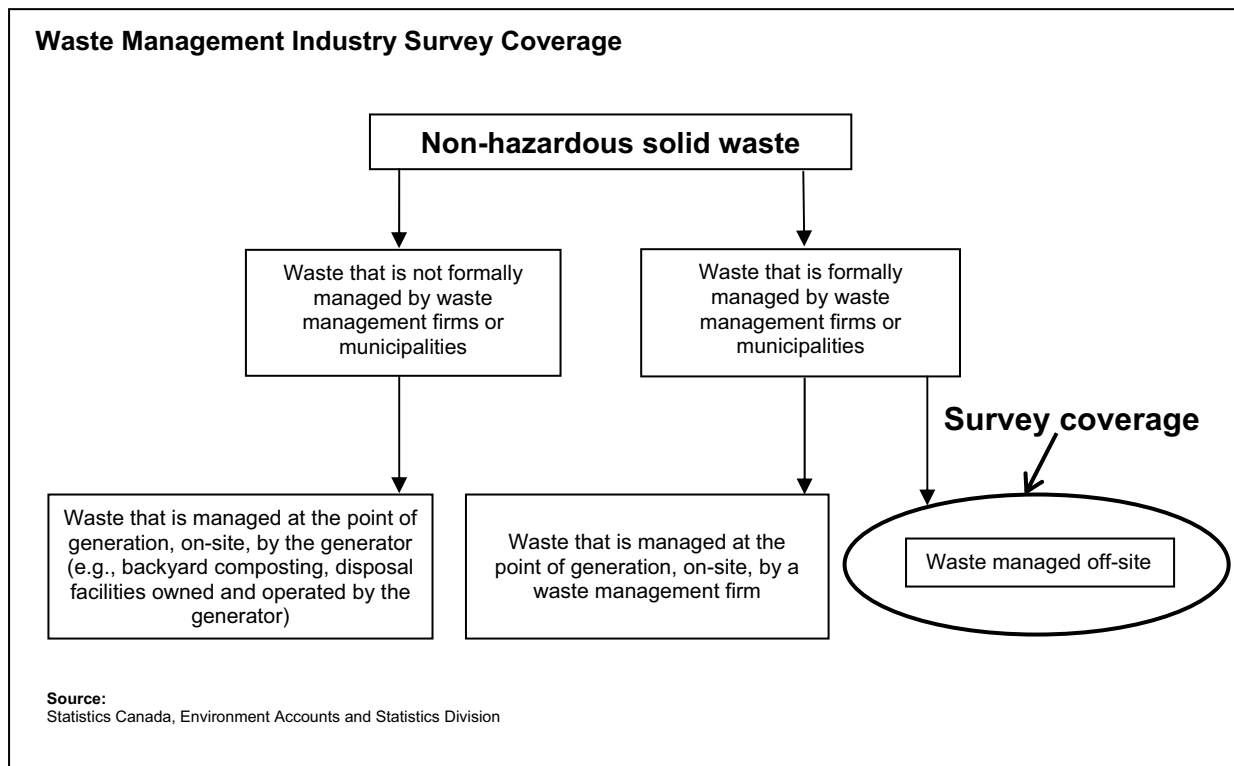 Waste Management Industry Survey Coverage
Non-hazardous solid waste
Waste that is not formally
managed by waste
management firms or
municipalities
Waste that is formally
managed by waste
management firms or
municipalities
Survey coverage
Waste that is managed at the point of
generation, on-site, by the generator
(e.g., backyard composting, disposal
facilities owned and operated by the
generator)
Waste that is managed at the
point of generation, on-site, by a
waste management firm
Waste managed off-site
Source:
Statistics Canada, Environment Accounts and Statistics Division